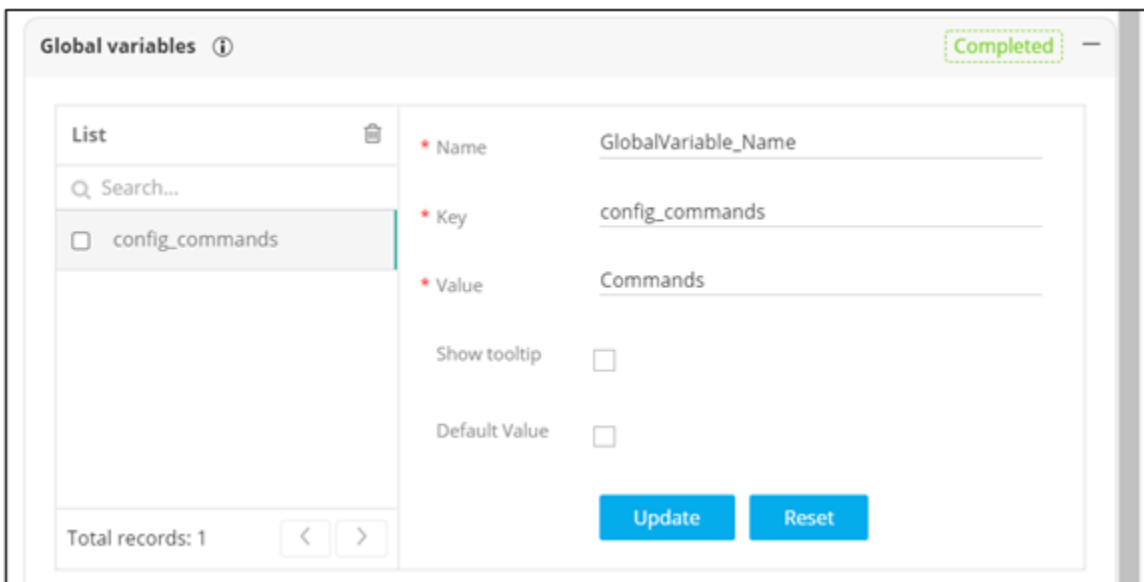 Global variables
Completed
List
Search...
config_commands
Total records: 1
* Name GlobalVariable_Name
* Key config_commands
* Value Commands
Show tooltip
Default Value
Update Reset